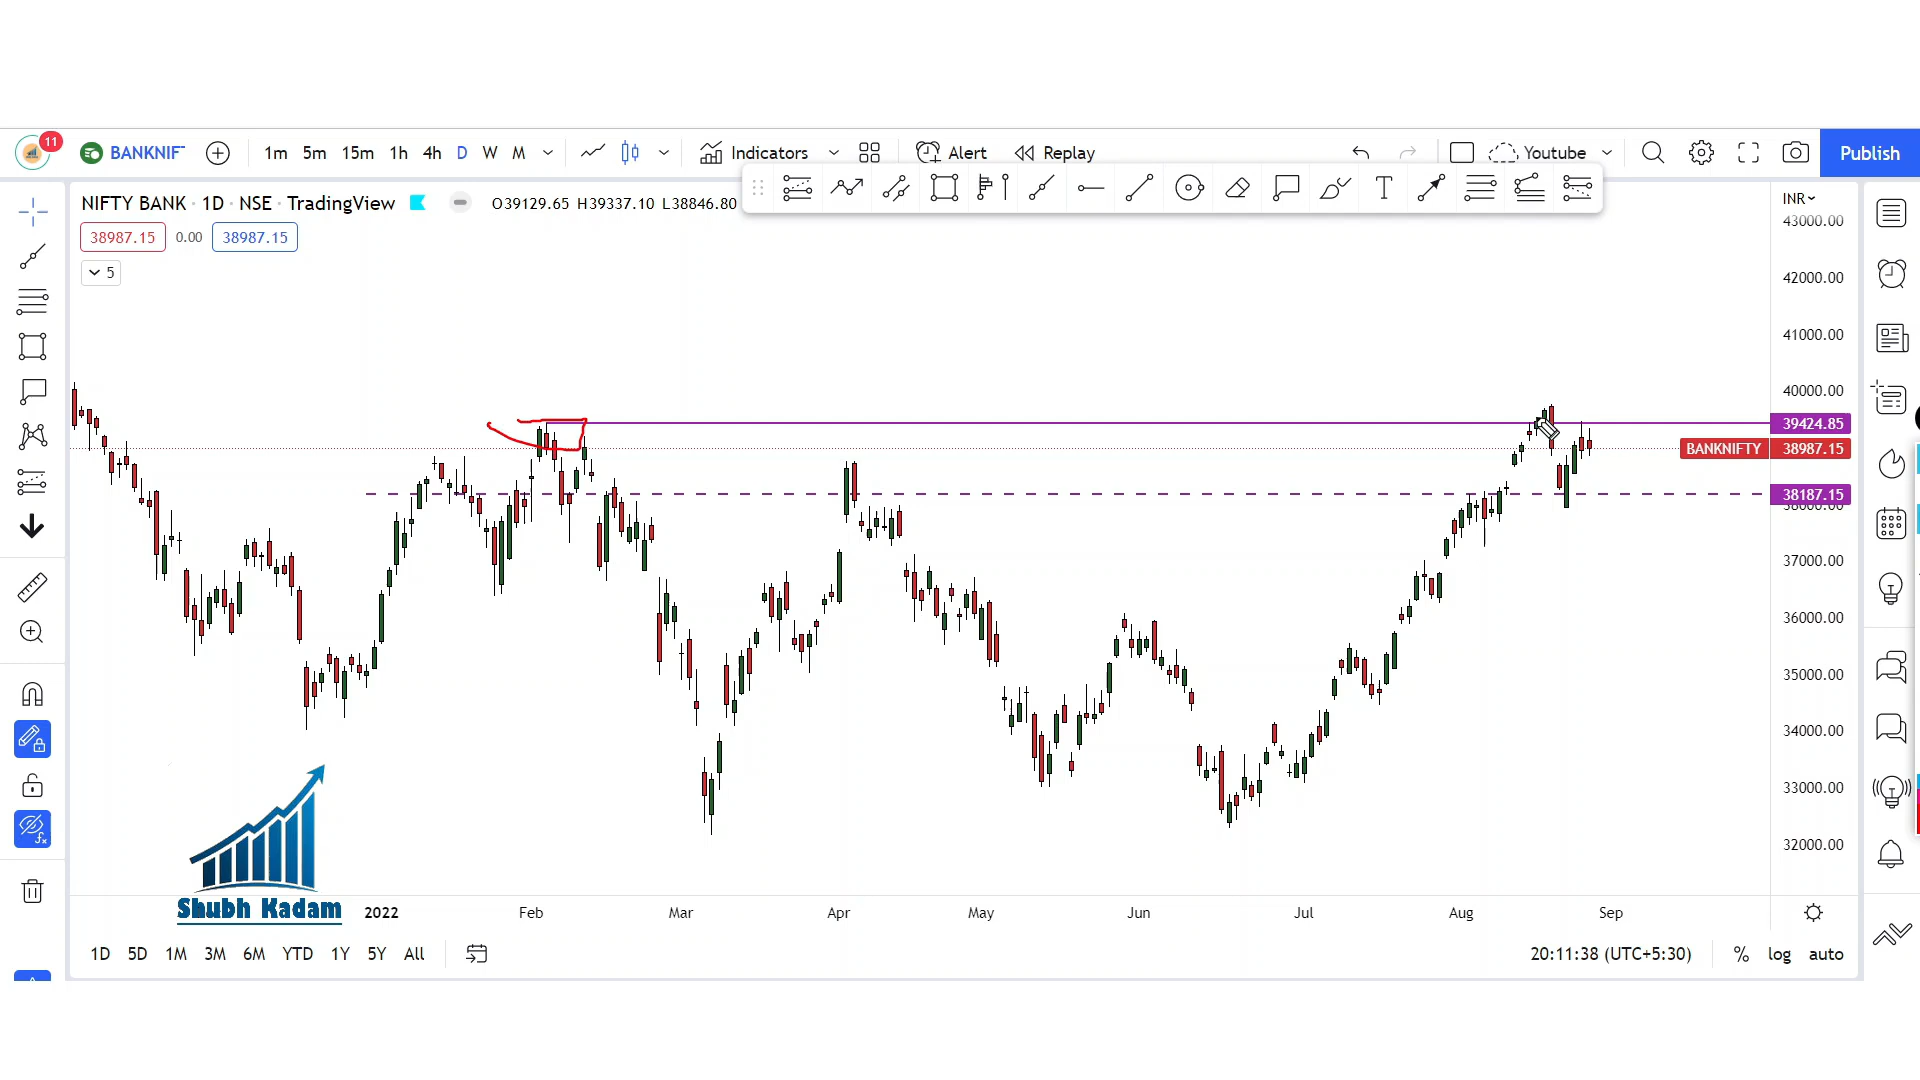 11
BANKNIF
1m 5m 15m 1h 4h D W M
Indicators
Alert
Replay
Youtube
Publish
NIFTY BANK · 1D · NSE · TradingView
O39129.65 H39337.10 L38846.80
T
INR
38987.15 0.00 38987.15
5
43000.00
42000.00
41000.00
40000.00
39424.85
BANKNIFTY 38987.15
38187.15
38000.00
37000.00
36000.00
35000.00
34000.00
33000.00
32000.00
Shubh Kadam
2022 Feb Mar Apr May Jun Jul Aug Sep
1D 5D 1M 3M 6M YTD 1Y 5Y All
20:11:38 (UTC+5:30) % log auto